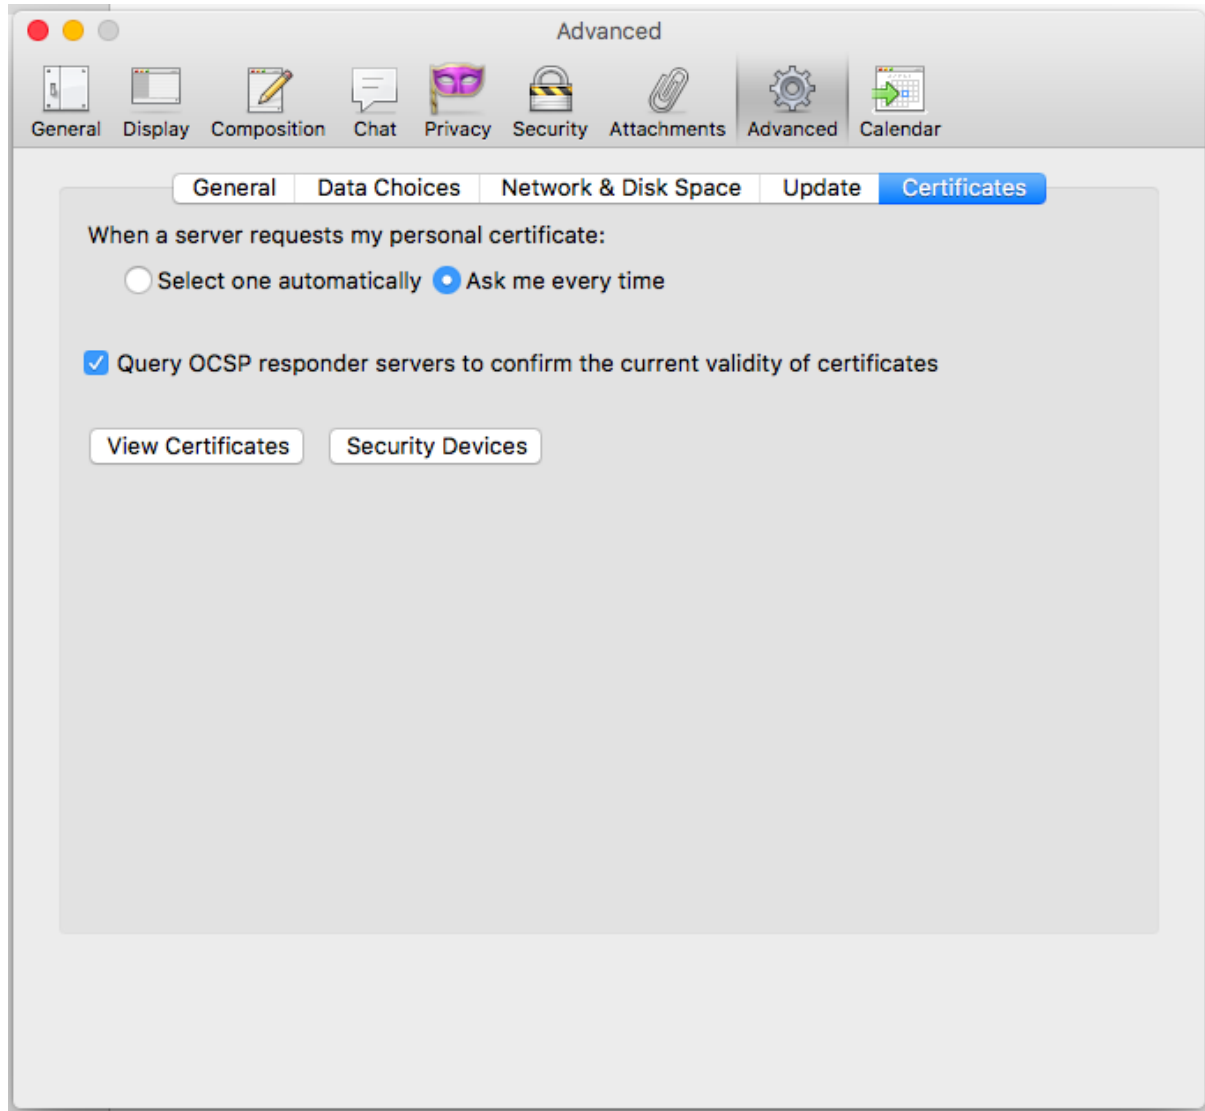 Advanced
General Display Composition Chat Privacy Security Attachments Advanced Calendar
General Data Choices Network & Disk Space Update Certificates
When a server requests my personal certificate:
Select one automatically Ask me every time
Query OCSP responder servers to confirm the current validity of certificates
View Certificates Security Devices